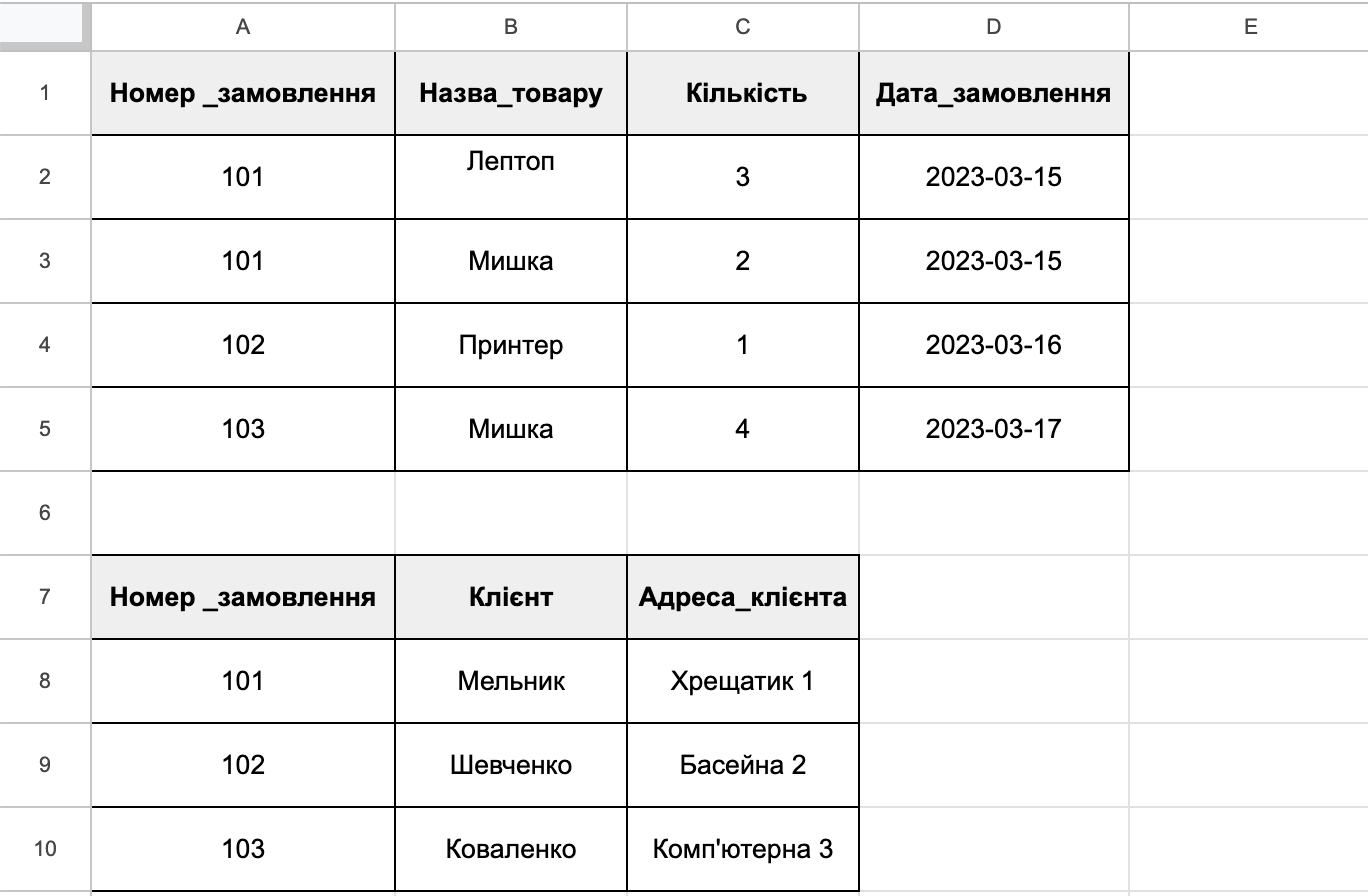 A B C D E
1 Номер _замовлення Назва_товару Кількість Дата_замовлення
2 101 Лептоп 3 2023-03-15
3 101 Мишка 2 2023-03-15
4 102 Принтер 1 2023-03-16
5 103 Мишка 4 2023-03-17
6
7 Номер _замовлення Клієнт Адреса_клієнта
8 101 Мельник Хрещатик 1
9 102 Шевченко Басейна 2
10 103 Коваленко Комп'ютерна 3